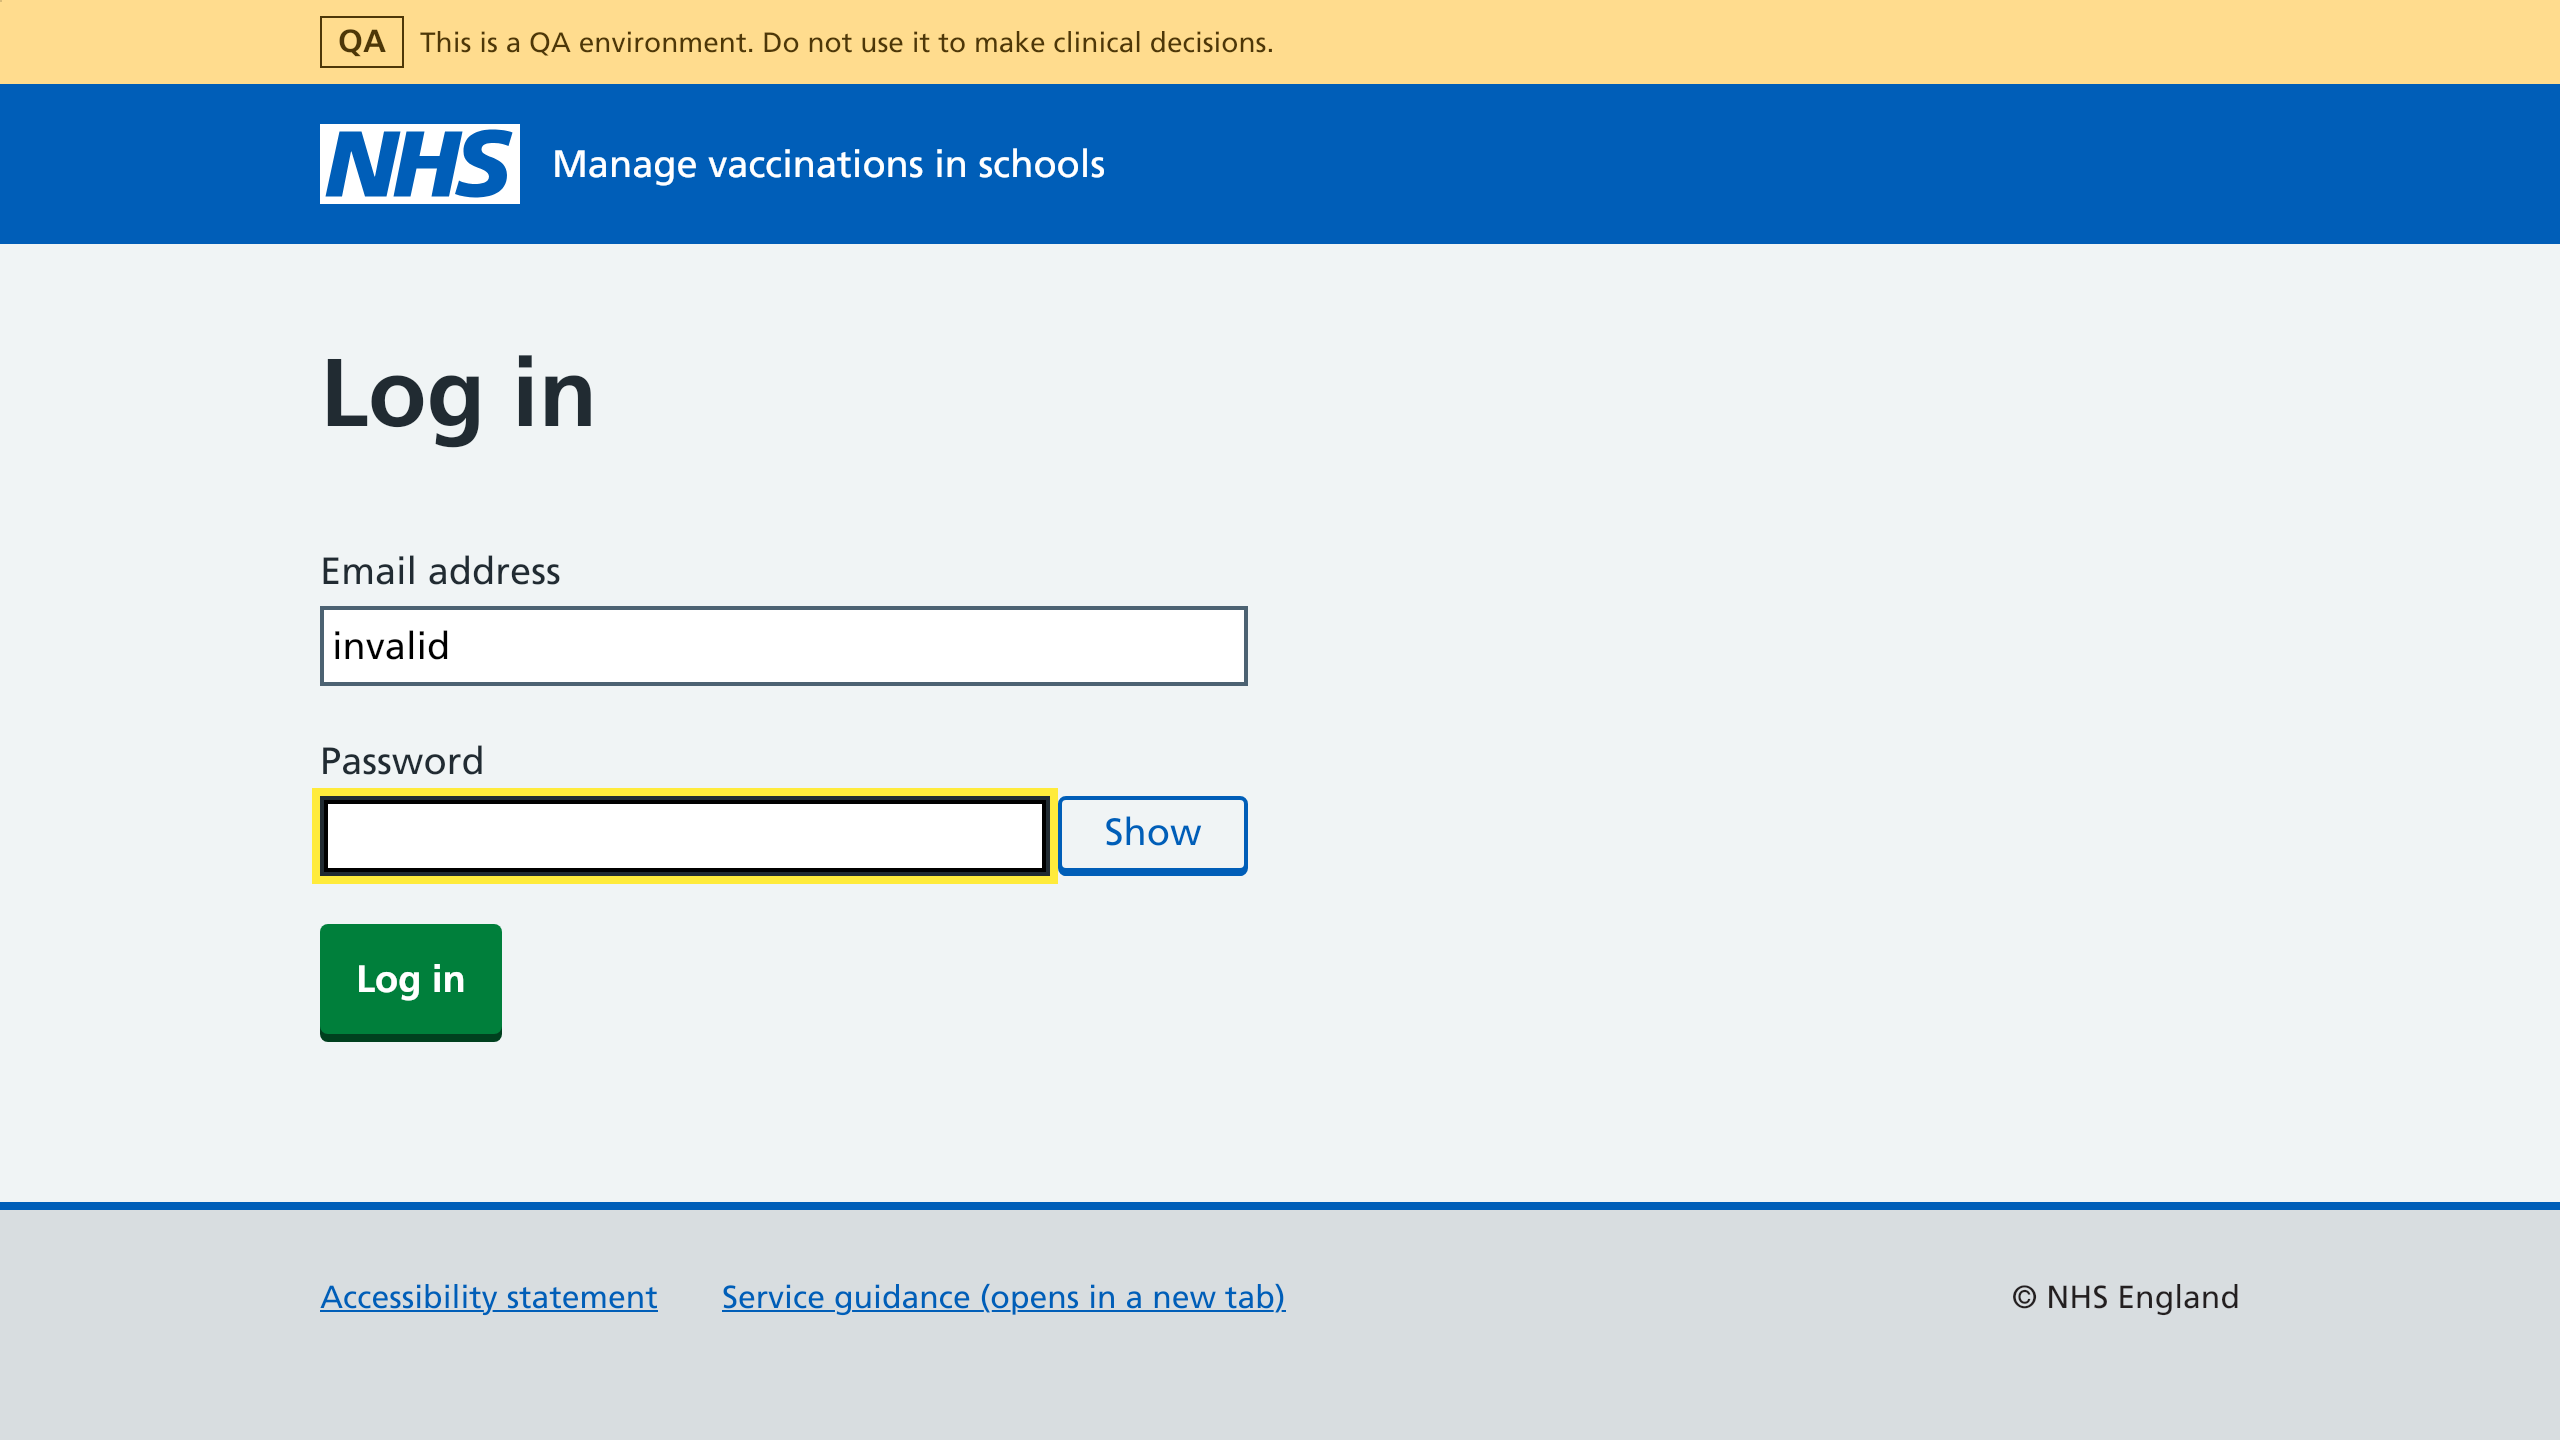 QA This is a QA environment. Do not use it to make clinical decisions.
NHS Manage vaccinations in schools
Log in
Email address
invalid
Password
Show
Log in
Accessibility statement Service guidance (opens in a new tab) © NHS England